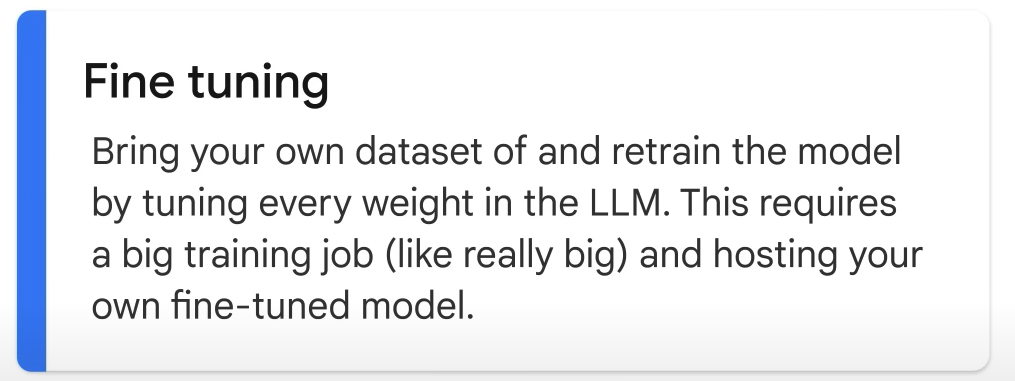 Fine tuning
Bring your own dataset of and retrain the model
by tuning every weight in the LLM. This requires
a big training job (like really big) and hosting your
own fine-tuned model.